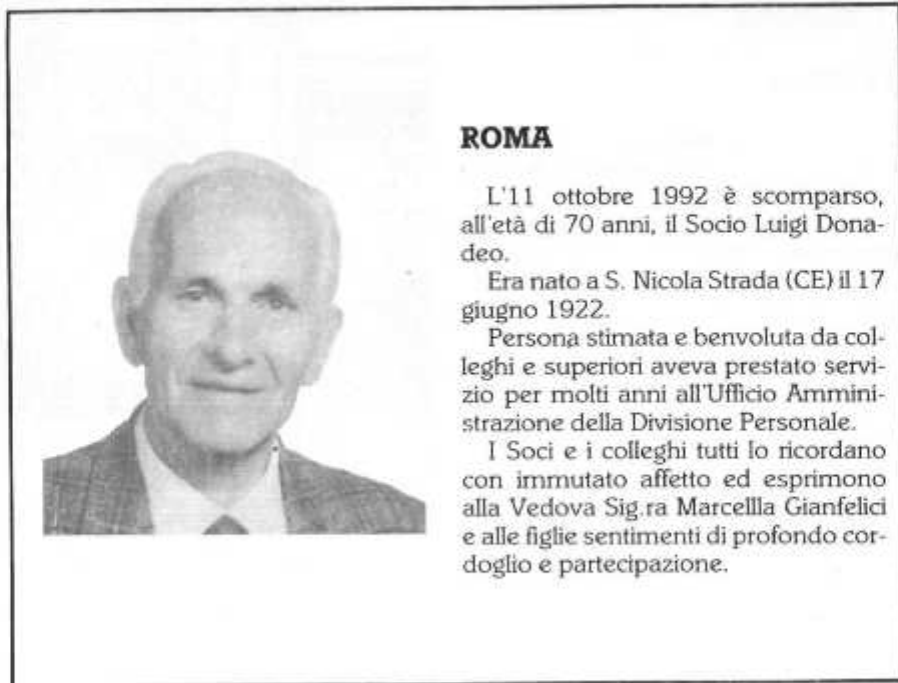 ROMA
L'11 ottobre 1992 è scomparso,
all'età di 70 anni, il Socio Luigi Dona-
deo.
Era nato a S. Nicola Strada (CE) il 17
giugno 1922.
Persona stimata e benvoluta da col-
leghi e superiori aveva prestato servi-
zio per molti anni all'Ufficio Ammini-
strazione della Divisione Personale.
I Soci e i colleghi tutti lo ricordano
con immutato affetto ed esprimono
alla Vedova Sig.ra Marcellla Gianfelici
e alle figlie sentimenti di profondo cor-
doglio e partecipazione.